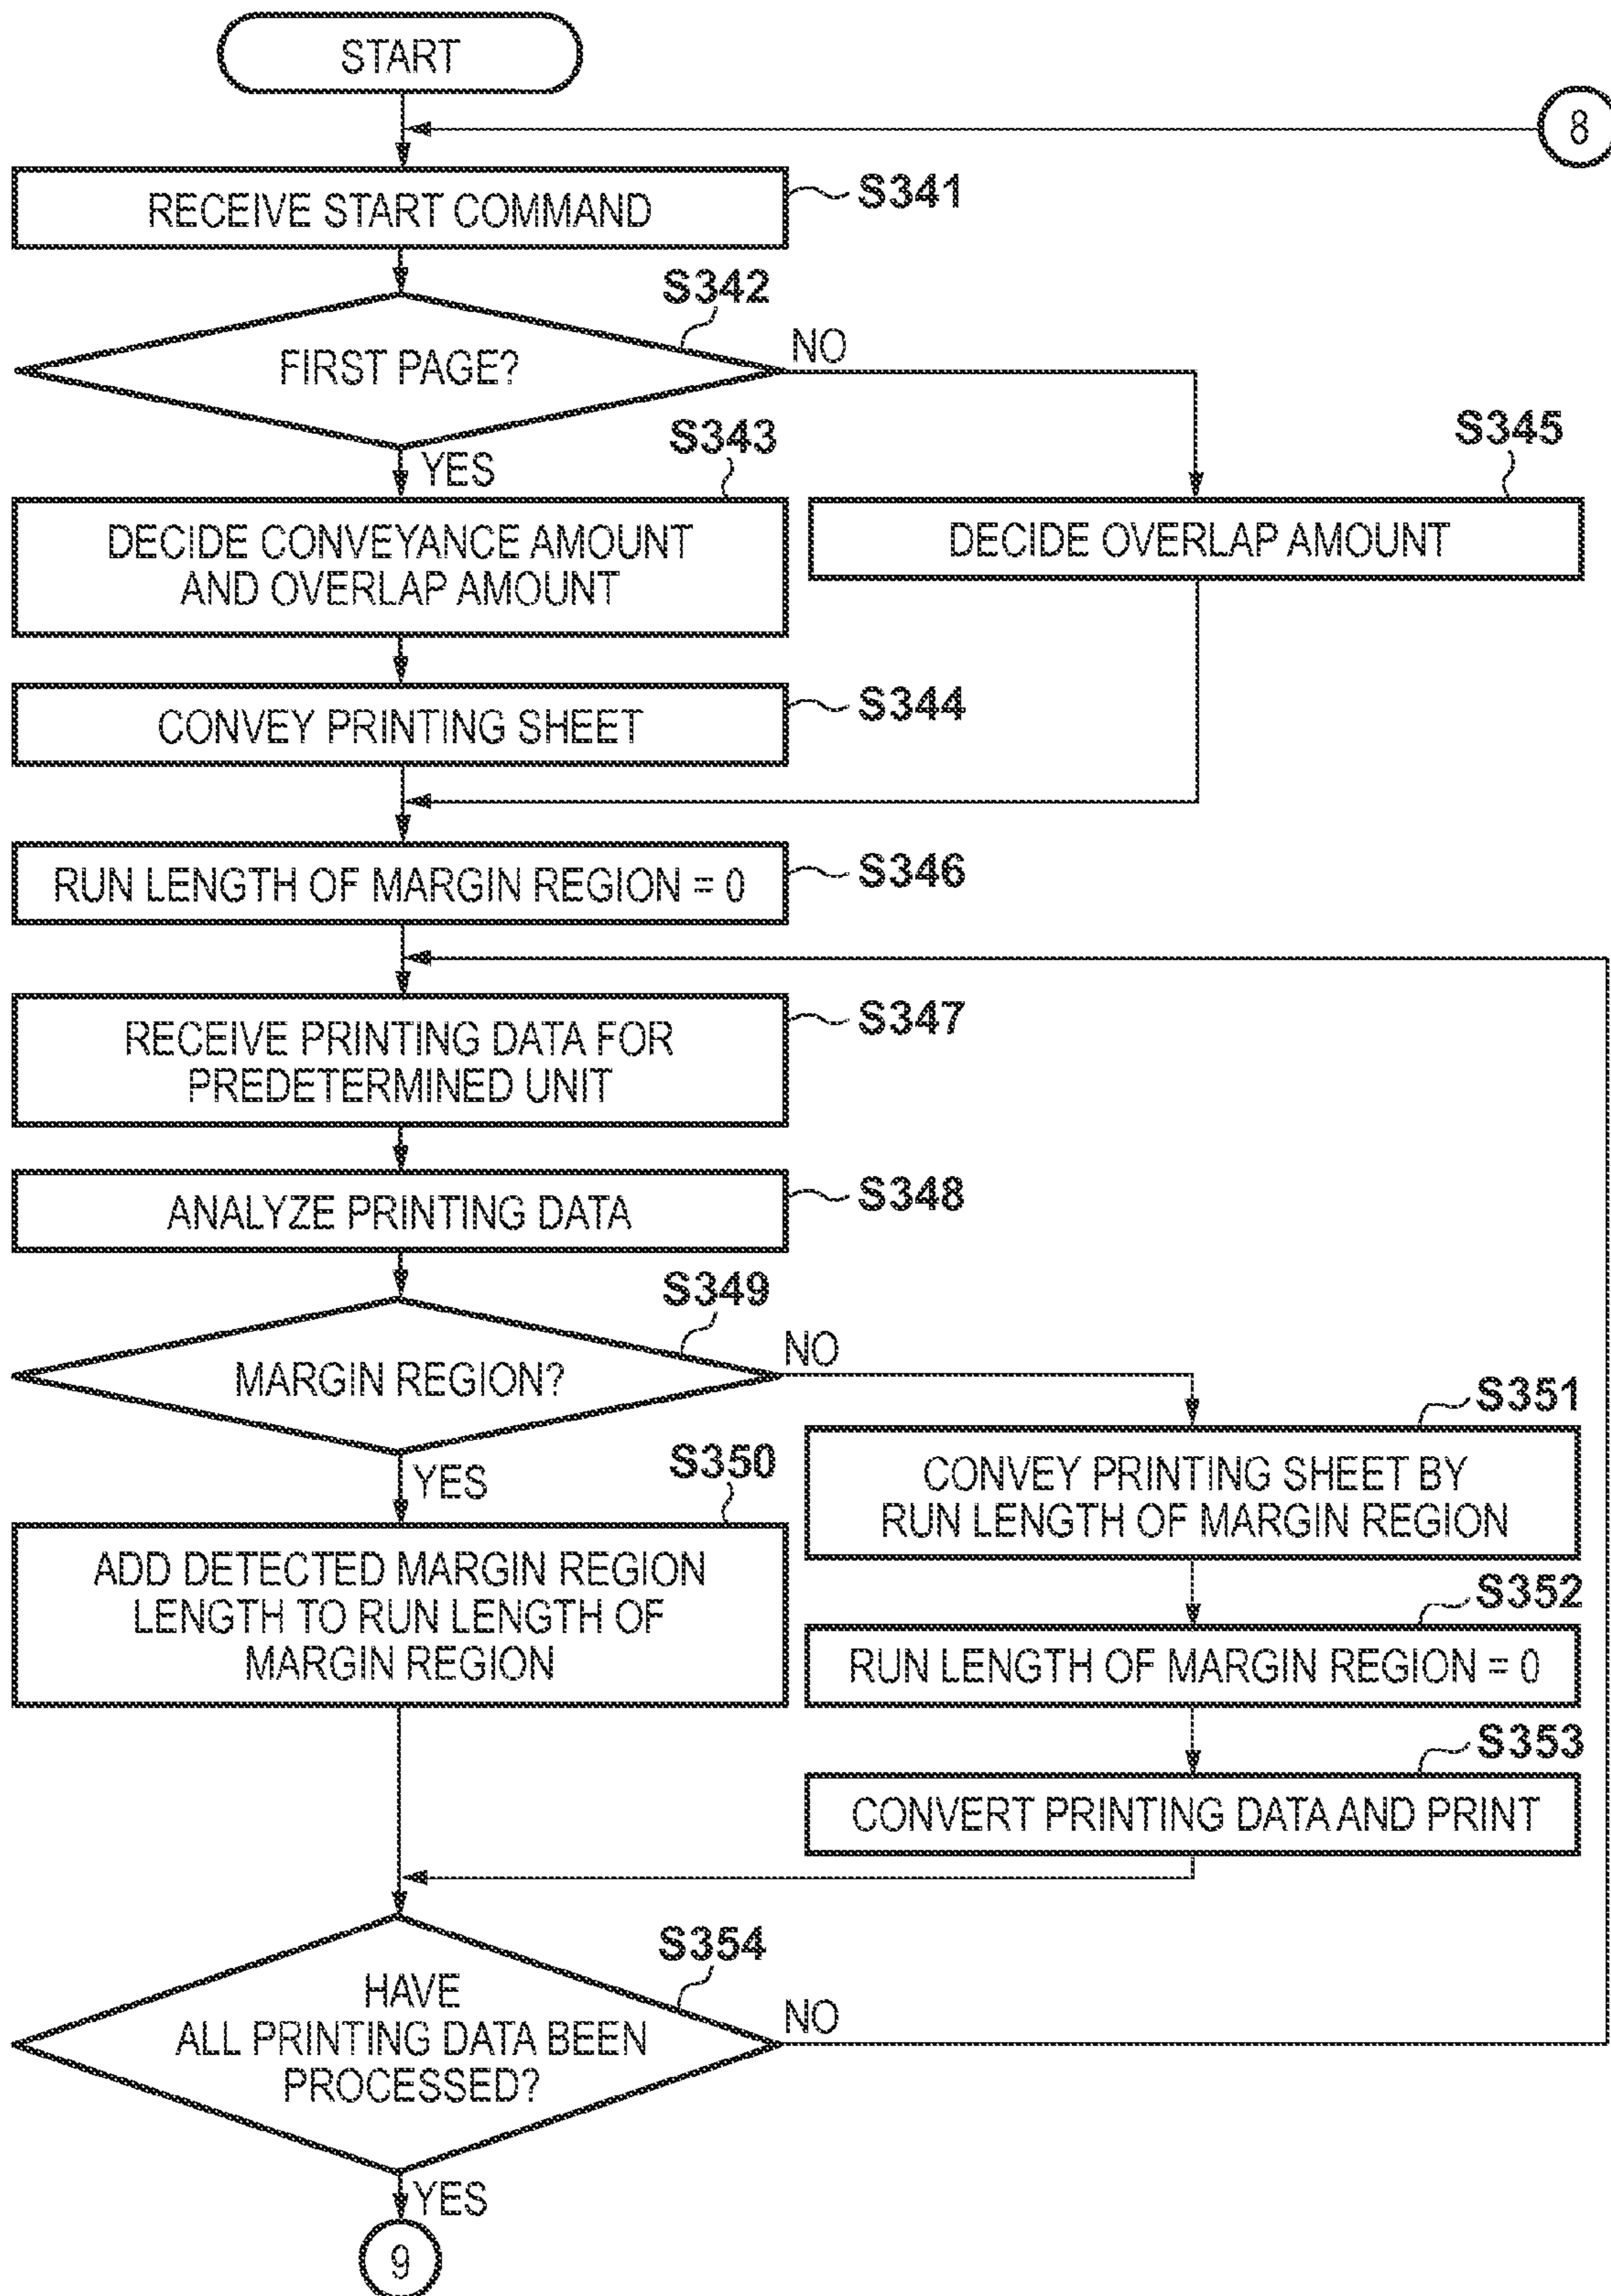 START
8
RECEIVE START COMMAND
S341
S342
FIRST PAGE?
NO
YES
S343
DECIDE CONVEYANCE AMOUNT
AND OVERLAP AMOUNT
S345
DECIDE OVERLAP AMOUNT
CONVEY PRINTING SHEET
S344
RUN LENGTH OF MARGIN REGION = 0
S346
RECEIVE PRINTING DATA FOR
PREDETERMINED UNIT
S347
ANALYZE PRINTING DATA
S348
S349
MARGIN REGION?
NO
YES
S350
ADD DETECTED MARGIN REGION
LENGTH TO RUN LENGTH OF
MARGIN REGION
S351
CONVEY PRINTING SHEET BY
RUN LENGTH OF MARGIN REGION
S352
RUN LENGTH OF MARGIN REGION = 0
S353
CONVERT PRINTING DATA AND PRINT
S354
HAVE
ALL PRINTING DATA BEEN
PROCESSED?
NO
YES
9